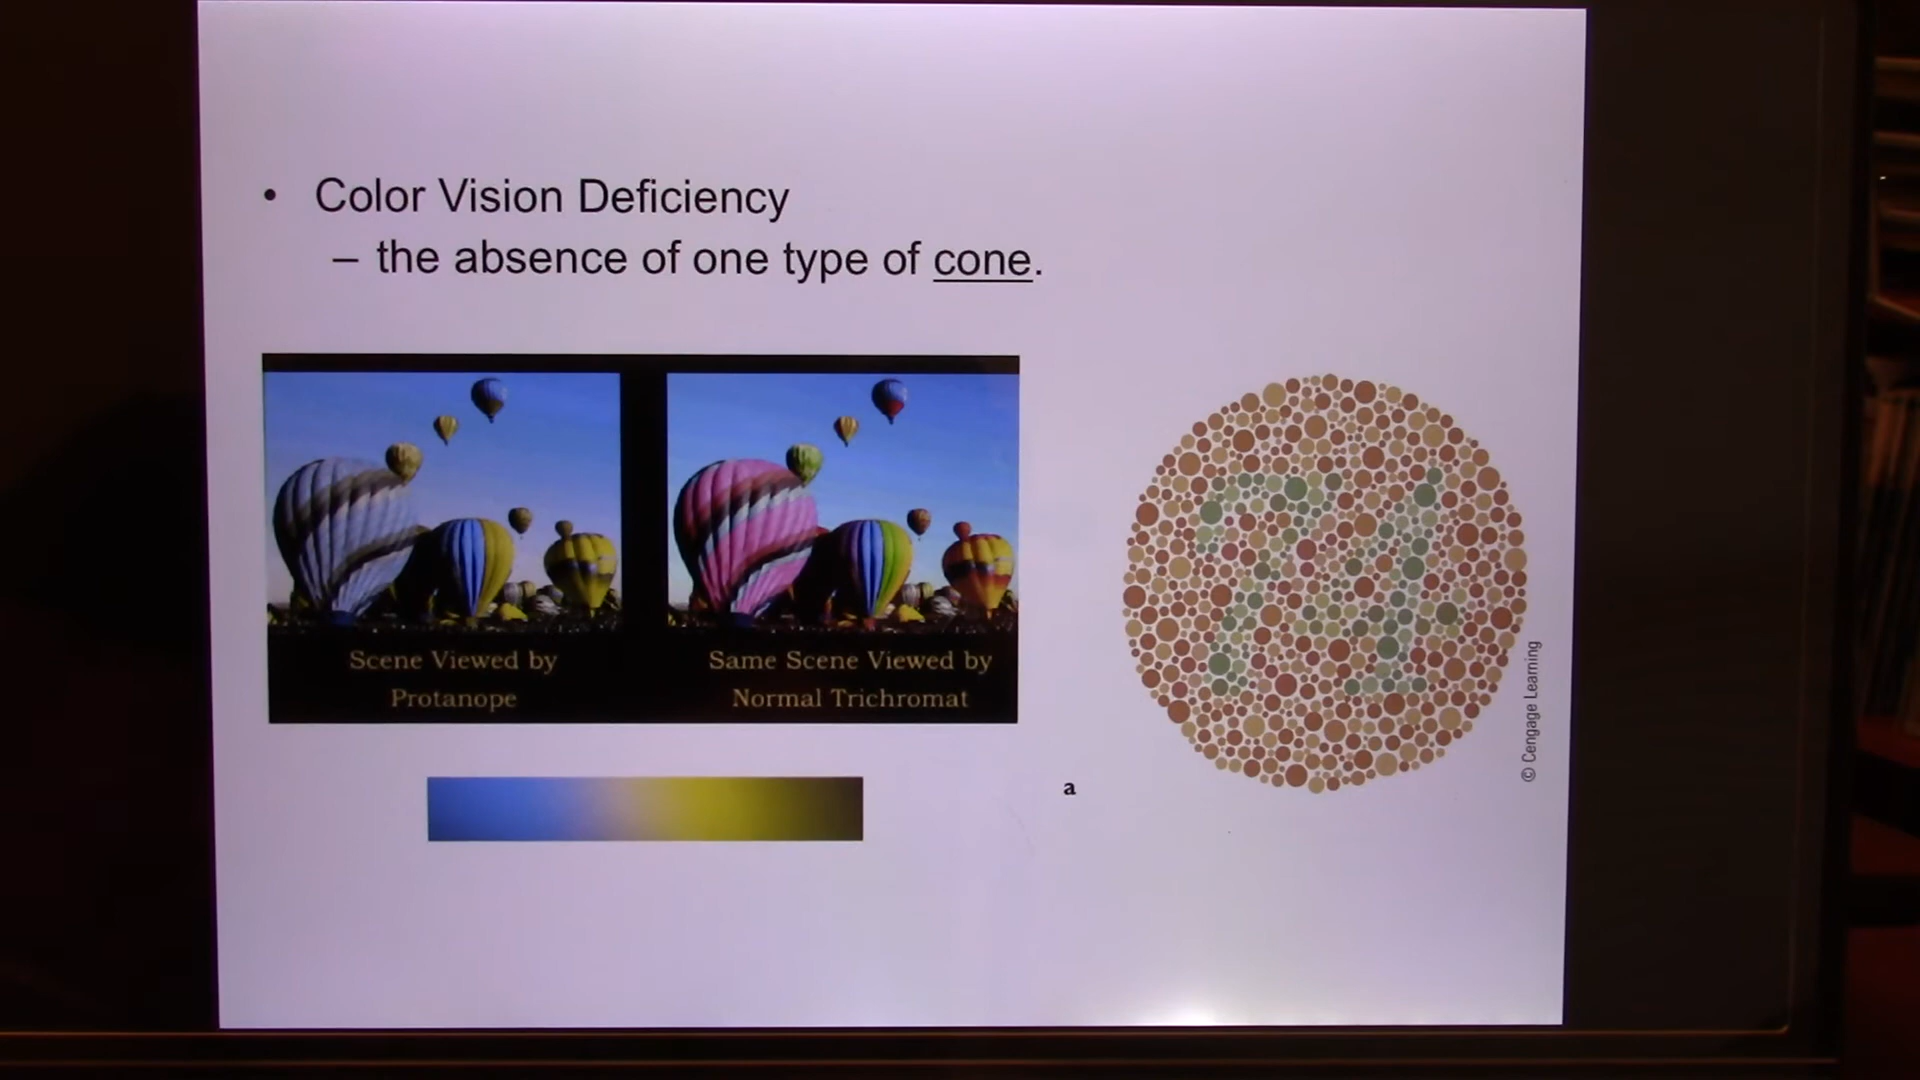 • Color Vision Deficiency
– the absence of one type of cone.
Scene Viewed by
Protanope
Same Scene Viewed by
Normal Trichromat
74
a
© Cengage Learning